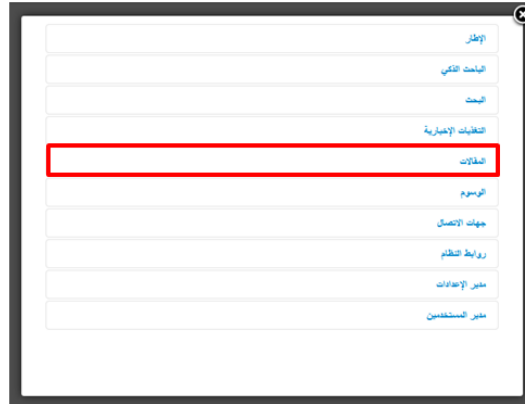 الإطار
الباحث الذكي
البحث
التغذيات الإخبارية
المقالات
الوسوم
جهات الاتصال
روابط النظام
مدير الإعدادات
مدير المستخدمين